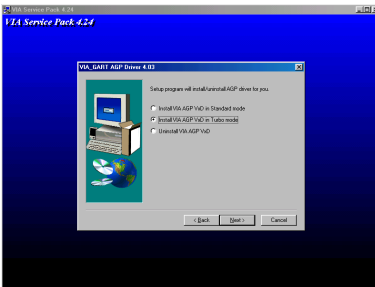 VIA Service Pack 4.24
VIA Service Pack 4.24
VIA_GART AGP Driver 4.03
Setup program will install/uninstall AGP driver for you.
Install VIA AGP VxD in Standard mode
Install VIA AGP VxD in Turbo mode
Uninstall VIA AGP VxD
< Back
Next >
Cancel